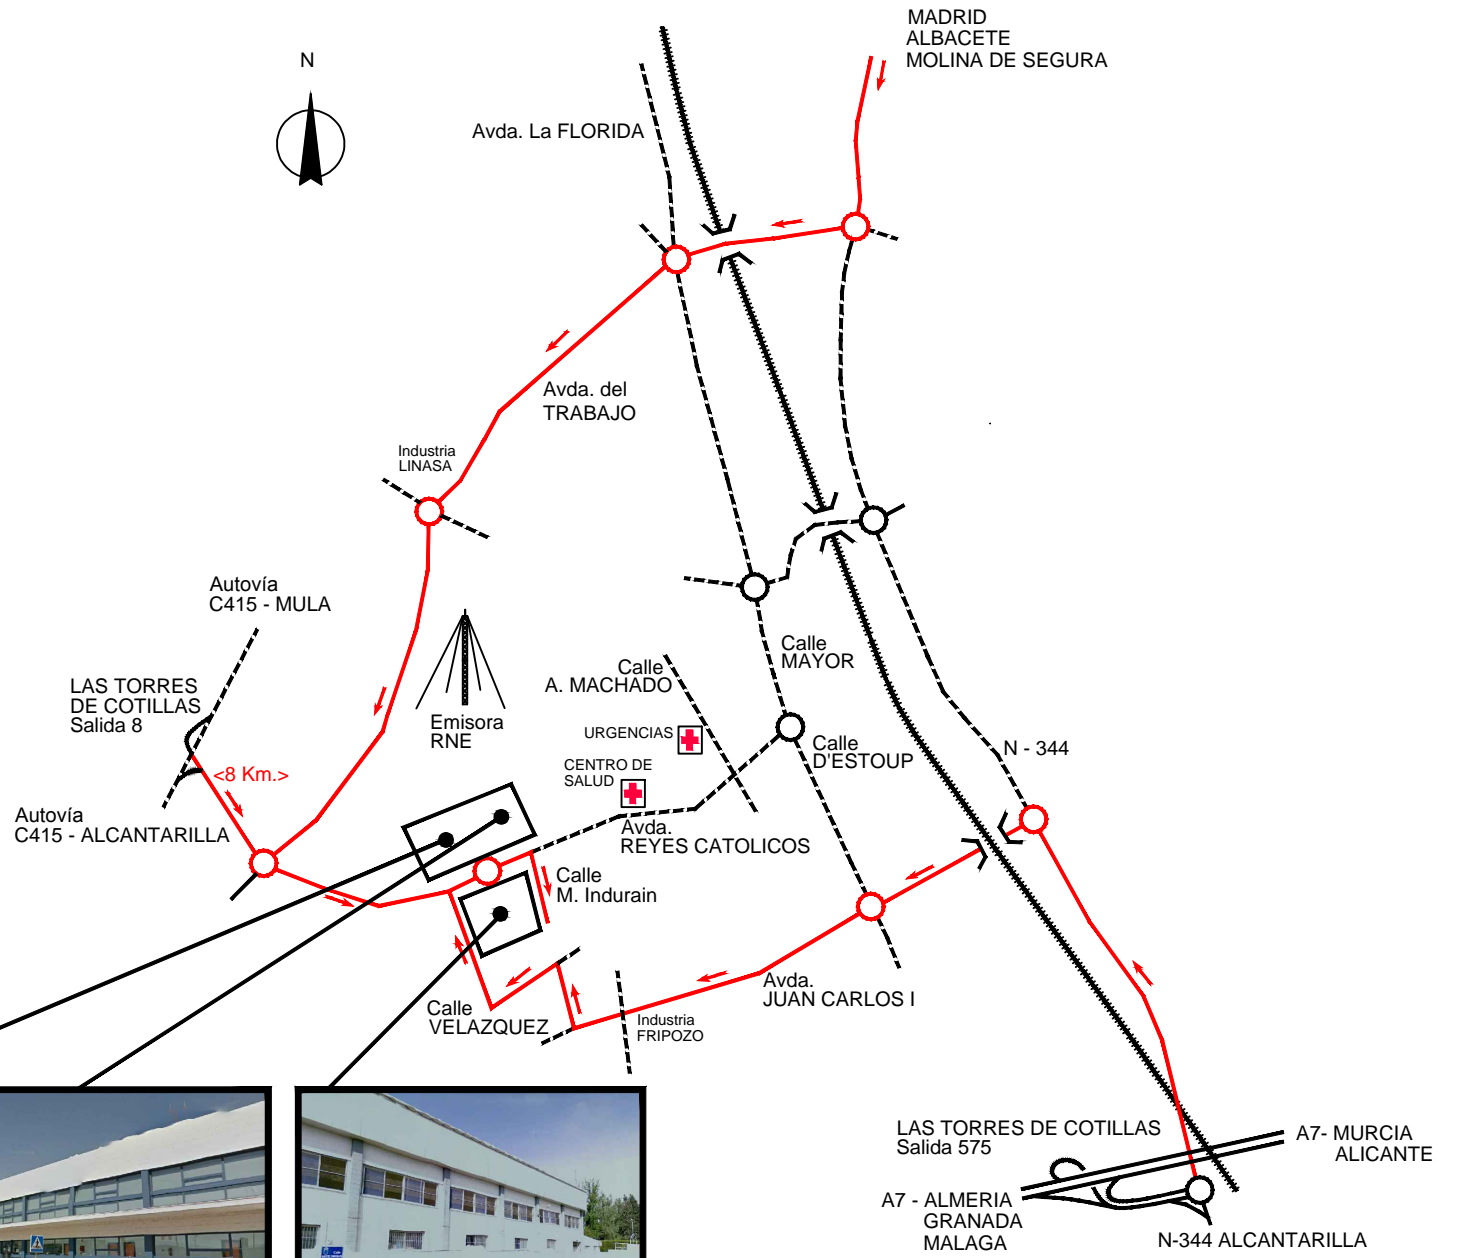 MADRID
ALBACETE
MOLINA DE SEGURA
N
Avda. La FLORIDA
Avda. del
TRABAJO
Industria
LINASA
Autovía
C415 - MULA
Calle
MAYOR
Calle
A. MACHADO
LAS TORRES
DE COTILLAS
Salida 8
Emisora
RNE
URGENCIAS
Calle
D'ESTOUP
N - 344
CENTRO DE
SALUD
<8 Km.>
Autovía
C415 - ALCANTARILLA
Avda.
REYES CATOLICOS
Calle
M. Indurain
Avda.
JUAN CARLOS I
Calle
VELAZQUEZ
Industria
FRIPOZO
LAS TORRES DE COTILLAS
Salida 575
A7- MURCIA
ALICANTE
A7 - ALMERIA
GRANADA
MALAGA
N-344 ALCANTARILLA